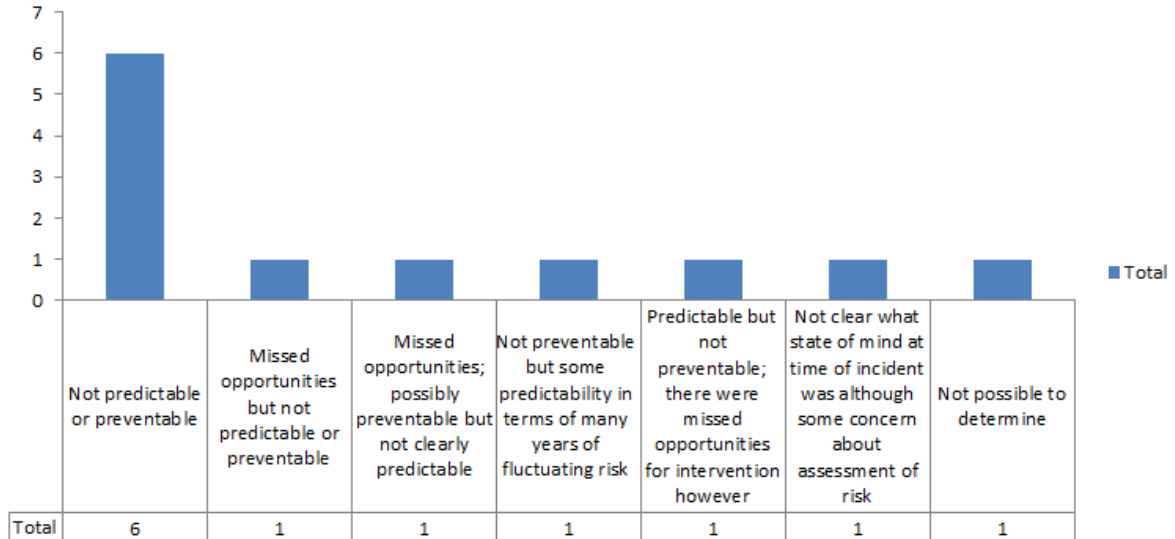 7
6
5
4
3
2
1
0
Total
Not predictable
or preventable
Missed
opportunities
but not
predictable or
preventable
Missed
opportunities;
possibly
preventable but
not clearly
predictable
Not preventable
but some
predictability in
terms of many
years of
fluctuating risk
Predictable but
not
preventable;
there were
missed
opportunities
for intervention
however
Not clear what
state of mind at
time of incident
was although
some concern
about
assessment of
risk
Not possible to
determine
Total 6 1 1 1 1 1 1